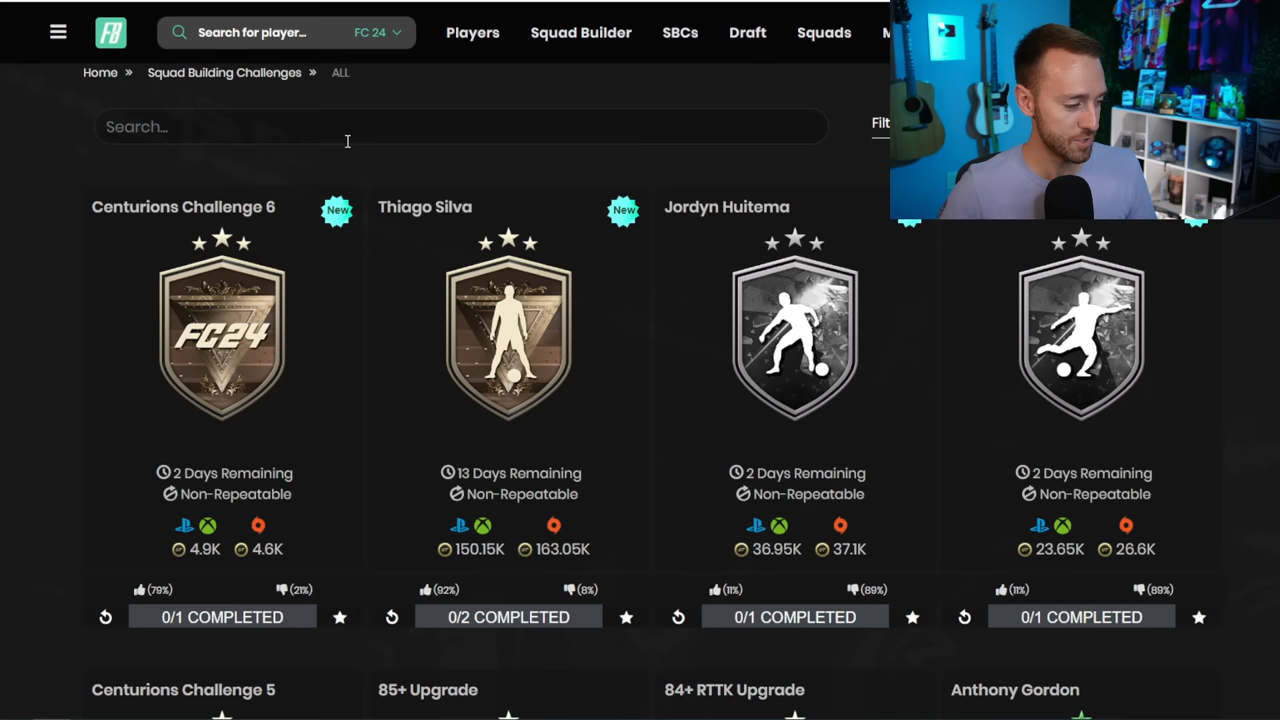 FB
Search for player...
FC 24
Players
Squad Builder
SBCs
Draft
Squads
Home » Squad Building Challenges » ALL
Search...
Centurions Challenge 6
New
Thiago Silva
New
Jordyn Huitema
FC24
2 Days Remaining
Non-Repeatable
4.9K
4.6K
(79%)
(21%)
0/1 COMPLETED
13 Days Remaining
Non-Repeatable
150.15K
163.05K
(92%)
(8%)
0/2 COMPLETED
2 Days Remaining
Non-Repeatable
36.95K
37.1K
(11%)
(89%)
0/1 COMPLETED
2 Days Remaining
Non-Repeatable
23.65K
26.6K
(11%)
(89%)
0/1 COMPLETED
Centurions Challenge 5
85+ Upgrade
84+ RTTK Upgrade
Anthony Gordon